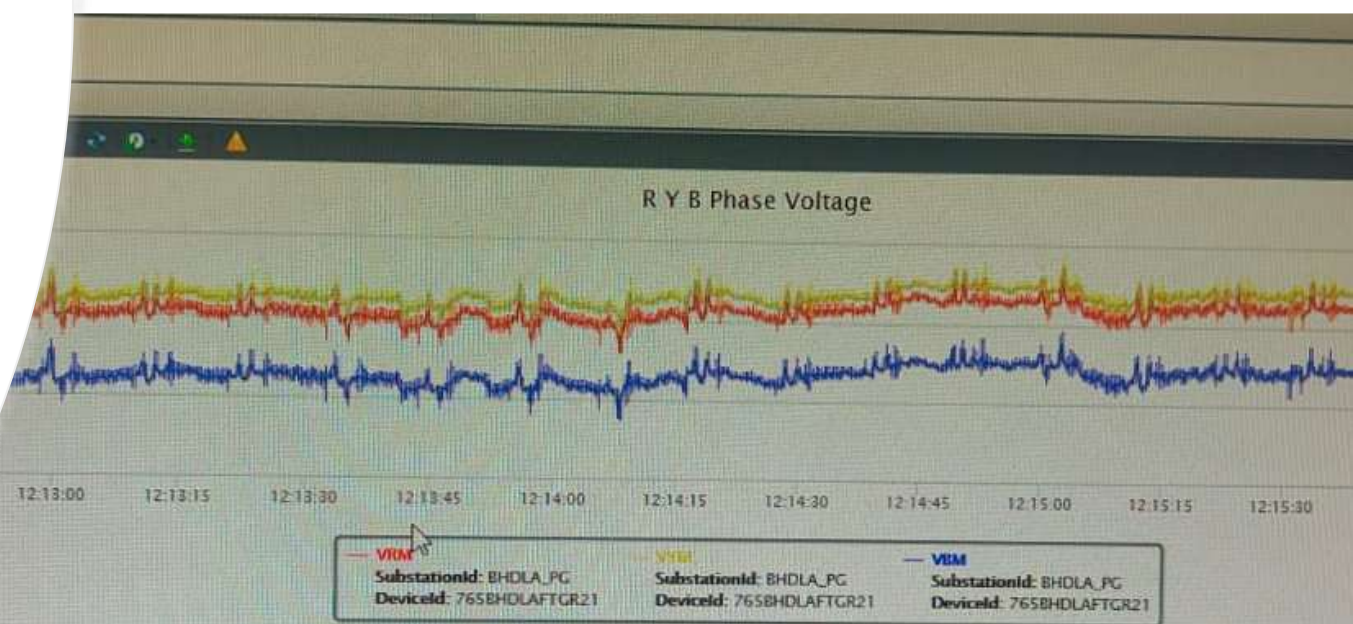 R Y B Phase Voltage
12:13:00 12:13:15 12:13:30 12:13:45 12:14:00 12:14:15 12:14:30 12:14:45 12:15:00 12:15:15 12:15:30
VRM VYM VBM
SubstationId: BHDLA_PG SubstationId: BHDLA_PG SubstationId: BHDLA_PG
DeviceId: 765BHDLAFTGR21 DeviceId: 765BHDLAFTGR21 DeviceId: 765BHDLAFTGR21